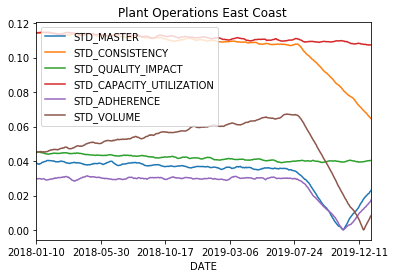 Plant Operations East Coast
0.12
0.10
0.08
0.06
0.04
0.02
0.00
STD_MASTER
STD_CONSISTENCY
STD_QUALITY_IMPACT
STD_CAPACITY_UTILIZATION
STD_ADHERENCE
STD_VOLUME
2018-01-10 2018-05-30 2018-10-17 2019-03-06 2019-07-24 2019-12-11
DATE